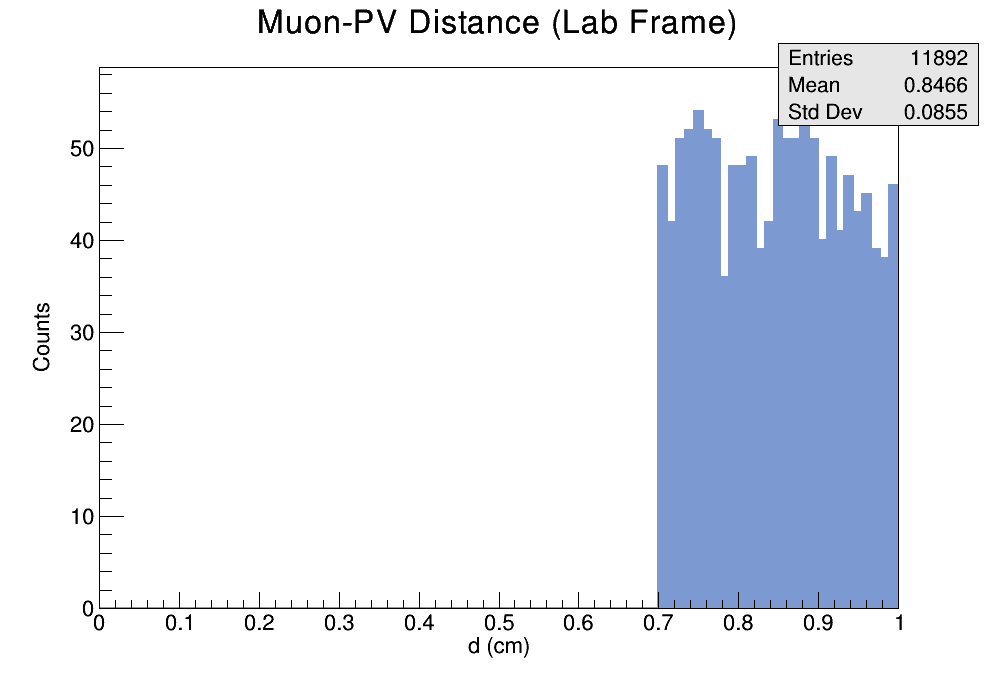 Muon-PV Distance (Lab Frame)
Entries 11892
Mean 0.8466
Std Dev 0.0855
Counts
50
40
30
20
10
0
0 0.1 0.2 0.3 0.4 0.5 0.6 0.7 0.8 0.9 1
d (cm)